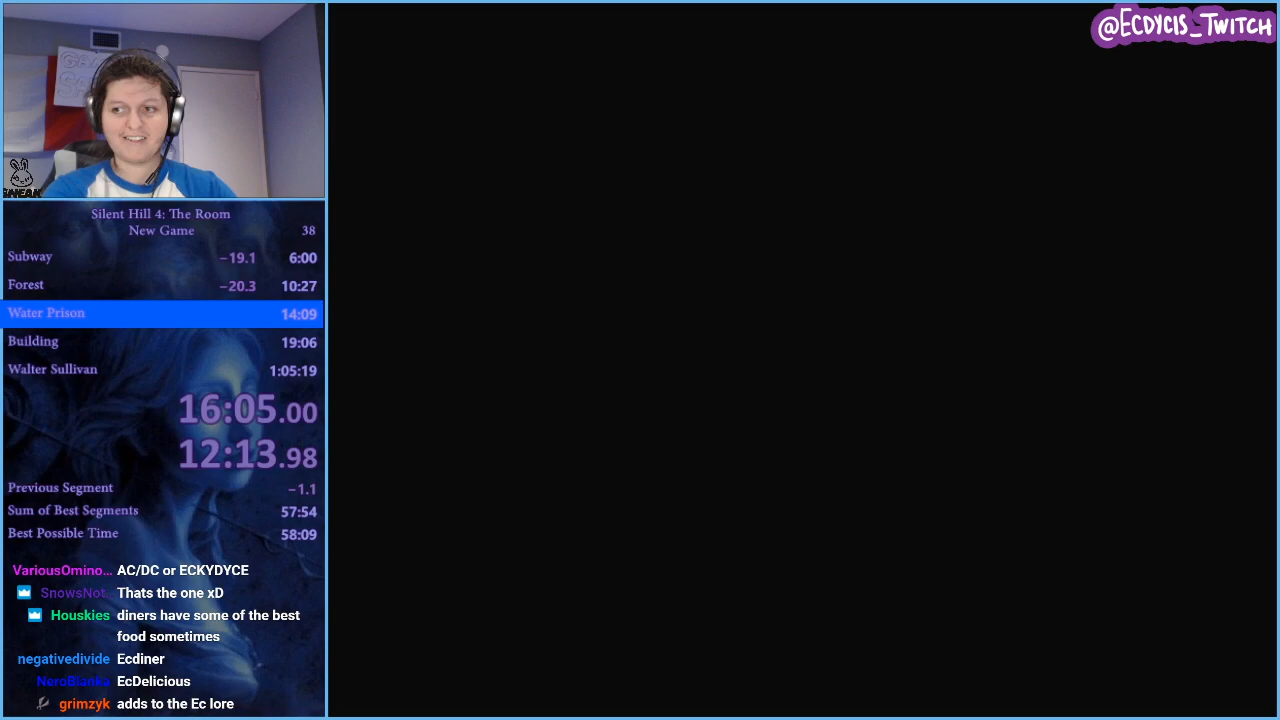 @ECDYCIS_TWITCH
SNEAK
Silent Hill 4: The Room
New Game 38
Subway −19.1 6:00
Forest −20.3 10:27
Water Prison 14:09
Building 19:06
Walter Sullivan 1:05:19
16:05.00
12:13.98
Previous Segment −1.1
Sum of Best Segments 57:54
Best Possible Time 58:09
VariousOmino... AC/DC or ECKYDYCE
SnowsNot. Thats the one xD
Houskies diners have some of the best
food sometimes
negativedivide Ecdiner
NeroBlanka EcDelicious
grimzyk adds to the Ec lore